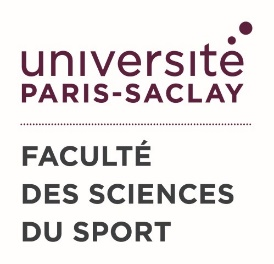 université
PARIS-SACLAY
FACULTÉ
DES SCIENCES
DU SPORT